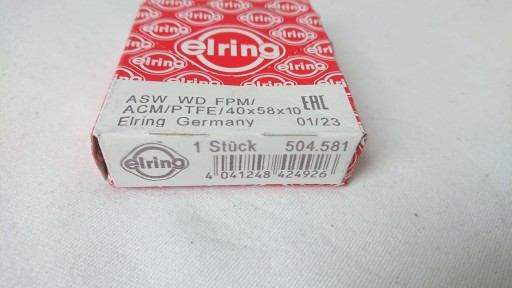 elring
ASW WD FPM/ EAC
ACM/PTFE/40x58x10
Elring Germany 01/23
elring
1 Stück 504.581
4 041248 424926